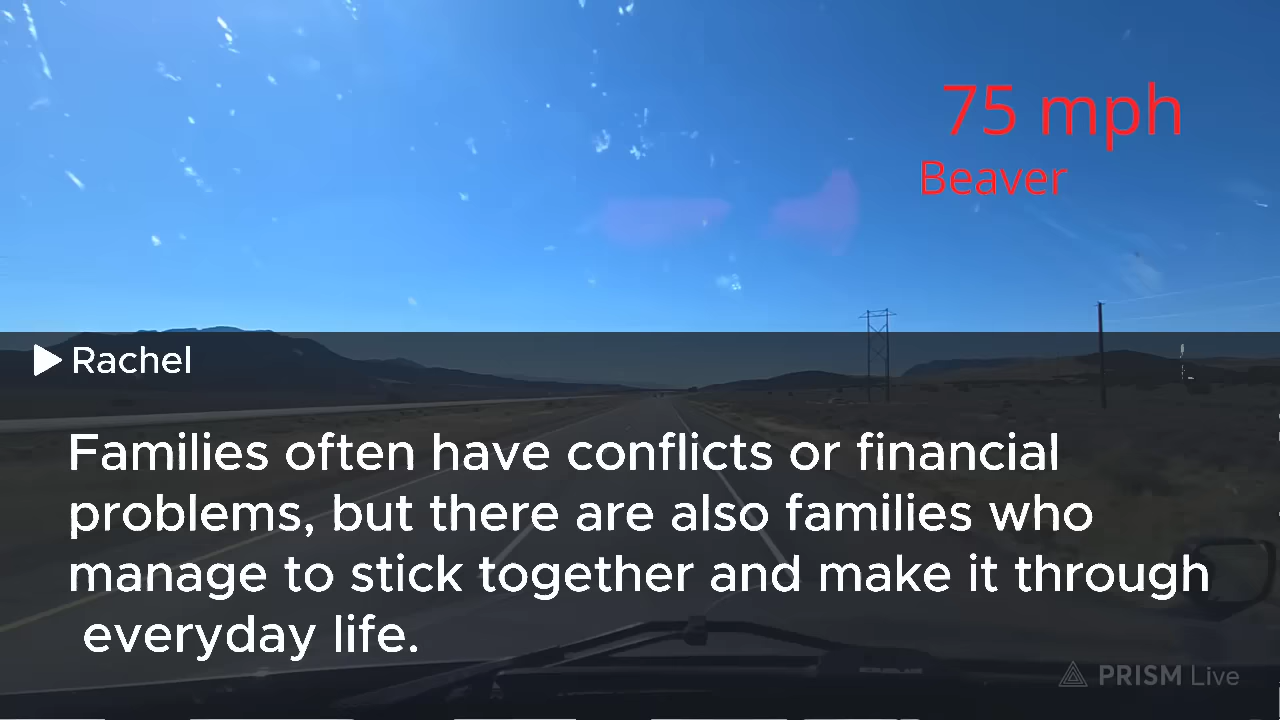 75 mph
Beaver
Rachel
Families often have conflicts or financial
problems, but there are also families who
manage to stick together and make it through
everyday life.
PRISM Live